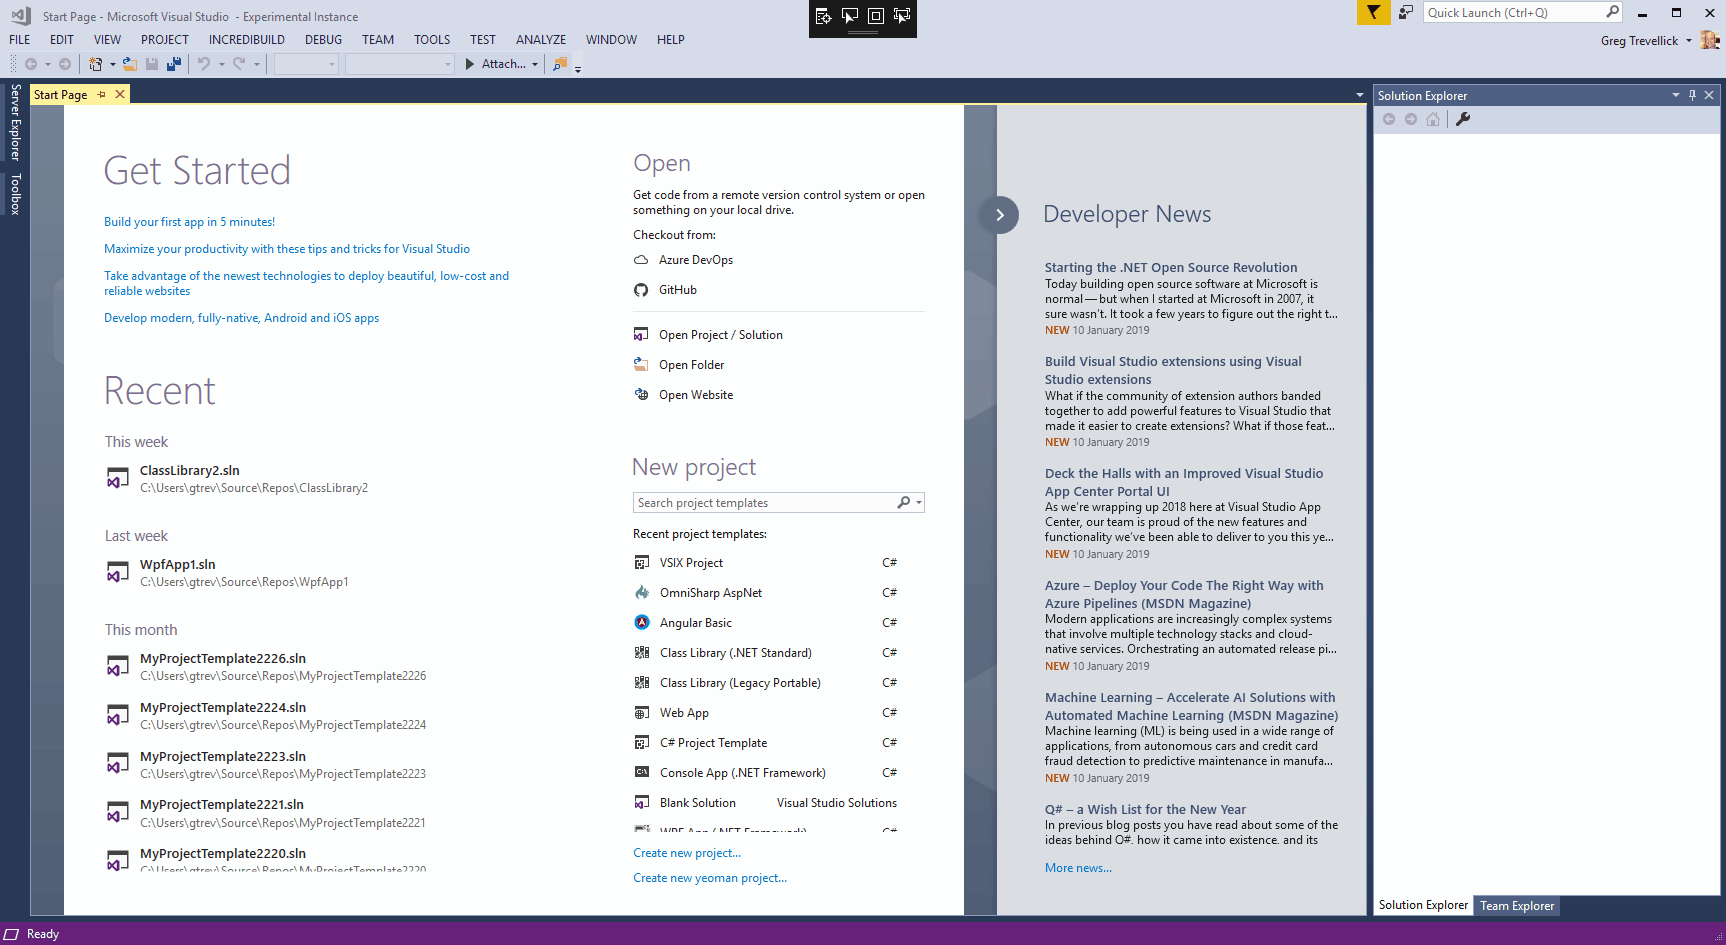 Start Page - Microsoft Visual Studio - Experimental Instance
Quick Launch (Ctrl+Q)
FILE EDIT VIEW PROJECT INCREDIBUILD DEBUG TEAM TOOLS TEST ANALYZE WINDOW HELP
Greg Trevellick
Attach...
Server Explorer
Toolbox
Start Page
Get Started
Build your first app in 5 minutes!
Maximize your productivity with these tips and tricks for Visual Studio
Take advantage of the newest technologies to deploy beautiful, low-cost and
reliable websites
Develop modern, fully-native, Android and iOS apps
Recent
This week
ClassLibrary2.sln
C:\Users\gtrev\Source\Repos\ClassLibrary2
Last week
WpfApp1.sln
C:\Users\gtrev\Source\Repos\WpfApp1
This month
MyProjectTemplate2226.sln
C:\Users\gtrev\Source\Repos\MyProjectTemplate2226
MyProjectTemplate2224.sln
C:\Users\gtrev\Source\Repos\MyProjectTemplate2224
MyProjectTemplate2223.sln
C:\Users\gtrev\Source\Repos\MyProjectTemplate2223
MyProjectTemplate2221.sln
C:\Users\gtrev\Source\Repos\MyProjectTemplate2221
MyProjectTemplate2220.sln
C:\Users\gtrev\Source\Repos\MyProjectTemplate2220
Open
Get code from a remote version control system or open
something on your local drive.
Checkout from:
Azure DevOps
GitHub
Open Project / Solution
Open Folder
Open Website
New project
Search project templates
Recent project templates:
VSIX Project C#
OmniSharp AspNet C#
Angular Basic C#
Class Library (.NET Standard) C#
Class Library (Legacy Portable) C#
Web App C#
C# Project Template C#
Console App (.NET Framework) C#
Blank Solution Visual Studio Solutions
WPF App (.NET Framework) C#
Create new project...
Create new yeoman project...
Developer News
Starting the .NET Open Source Revolution
Today building open source software at Microsoft is
normal — but when I started at Microsoft in 2007, it
sure wasn't. It took a few years to figure out the right t...
NEW 10 January 2019
Build Visual Studio extensions using Visual
Studio extensions
What if the community of extension authors banded
together to add powerful features to Visual Studio that
made it easier to create extensions? What if those feat...
NEW 10 January 2019
Deck the Halls with an Improved Visual Studio
App Center Portal UI
As we're wrapping up 2018 here at Visual Studio App
Center, our team is proud of the new features and
functionality we've been able to deliver to you this ye...
NEW 10 January 2019
Azure – Deploy Your Code The Right Way with
Azure Pipelines (MSDN Magazine)
Modern applications are increasingly complex systems
that involve multiple technology stacks and cloud-
native services. Orchestrating an automated release pi...
NEW 10 January 2019
Machine Learning – Accelerate AI Solutions with
Automated Machine Learning (MSDN Magazine)
Machine learning (ML) is being used in a wide range of
applications, from autonomous cars and credit card
fraud detection to predictive maintenance in manufa...
NEW 10 January 2019
Q# – a Wish List for the New Year
In previous blog posts you have read about some of the
ideas behind Q#, how it came into existence, and its
More news...
Solution Explorer
Solution Explorer Team Explorer
Ready